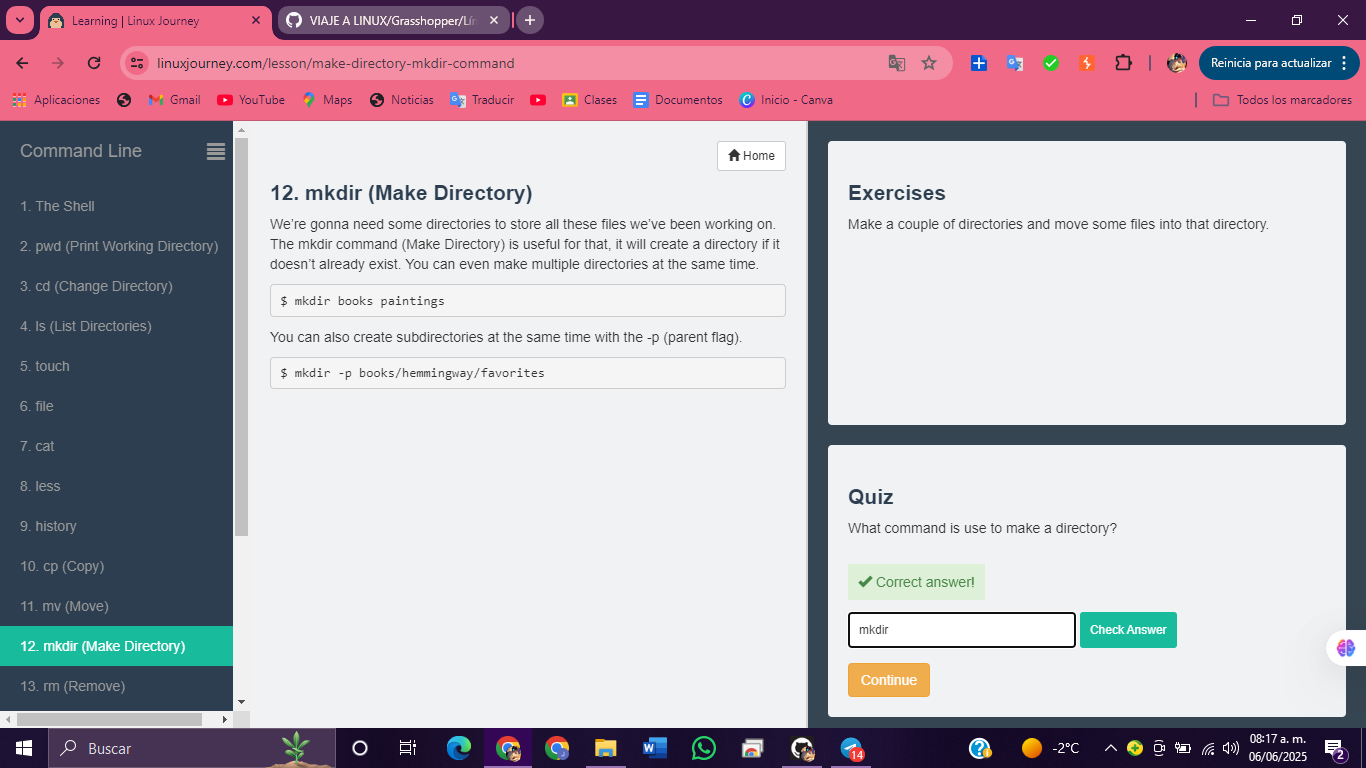 Learning | Linux Journey
VIAJE A LINUX/Grasshopper/Lín
linuxjourney.com/lesson/make-directory-mkdir-command
Reinicia para actualizar
Aplicaciones
Gmail
YouTube
Maps
Noticias
Traducir
Clases
Documentos
Inicio - Canva
Todos los marcadores
Command Line
1. The Shell
2. pwd (Print Working Directory)
3. cd (Change Directory)
4. ls (List Directories)
5. touch
6. file
7. cat
8. less
9. history
10. cp (Copy)
11. mv (Move)
12. mkdir (Make Directory)
13. rm (Remove)
Home
12. mkdir (Make Directory)
We’re gonna need some directories to store all these files we’ve been working on.
The mkdir command (Make Directory) is useful for that, it will create a directory if it
doesn’t already exist. You can even make multiple directories at the same time.
$ mkdir books paintings
You can also create subdirectories at the same time with the -p (parent flag).
$ mkdir -p books/hemmingway/favorites
Exercises
Make a couple of directories and move some files into that directory.
Quiz
What command is use to make a directory?
Correct answer!
mkdir
Check Answer
Continue
Buscar
14
-2°C
08:17 a. m.
06/06/2025
2